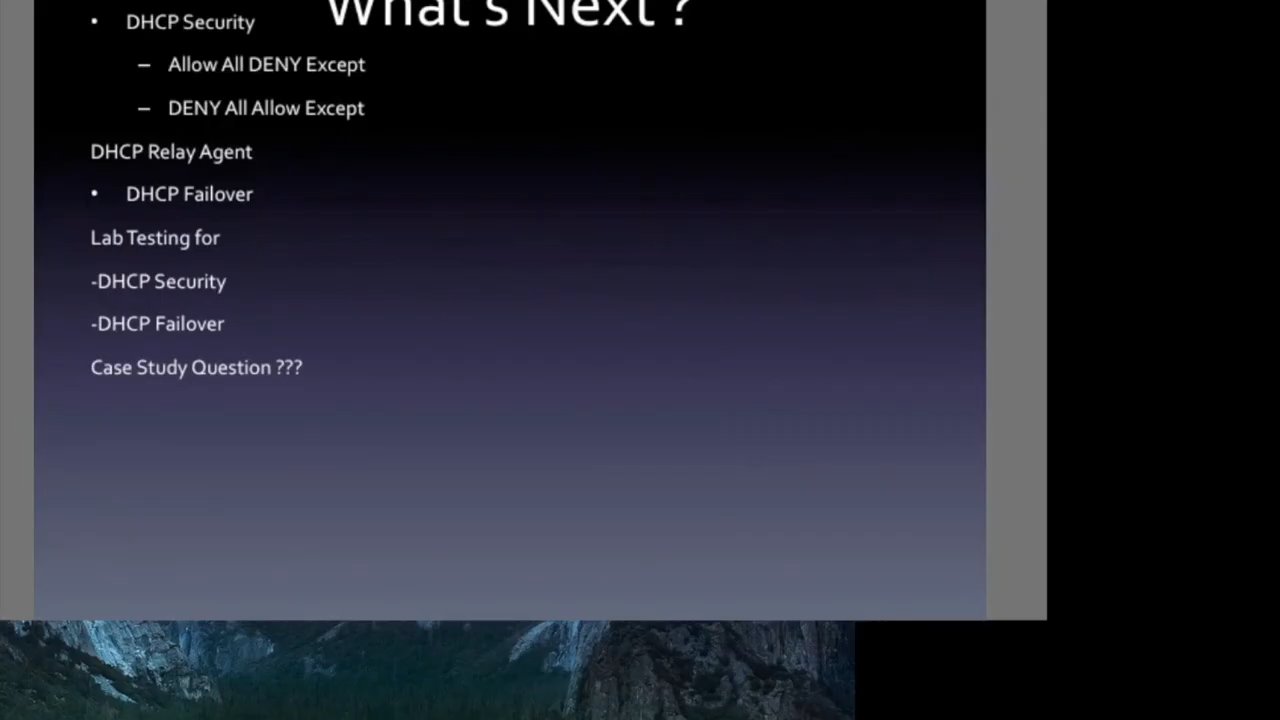 What's Next ?
• DHCP Security
– Allow All DENY Except
– DENY All Allow Except
DHCP Relay Agent
• DHCP Failover
Lab Testing for
-DHCP Security
-DHCP Failover
Case Study Question ???